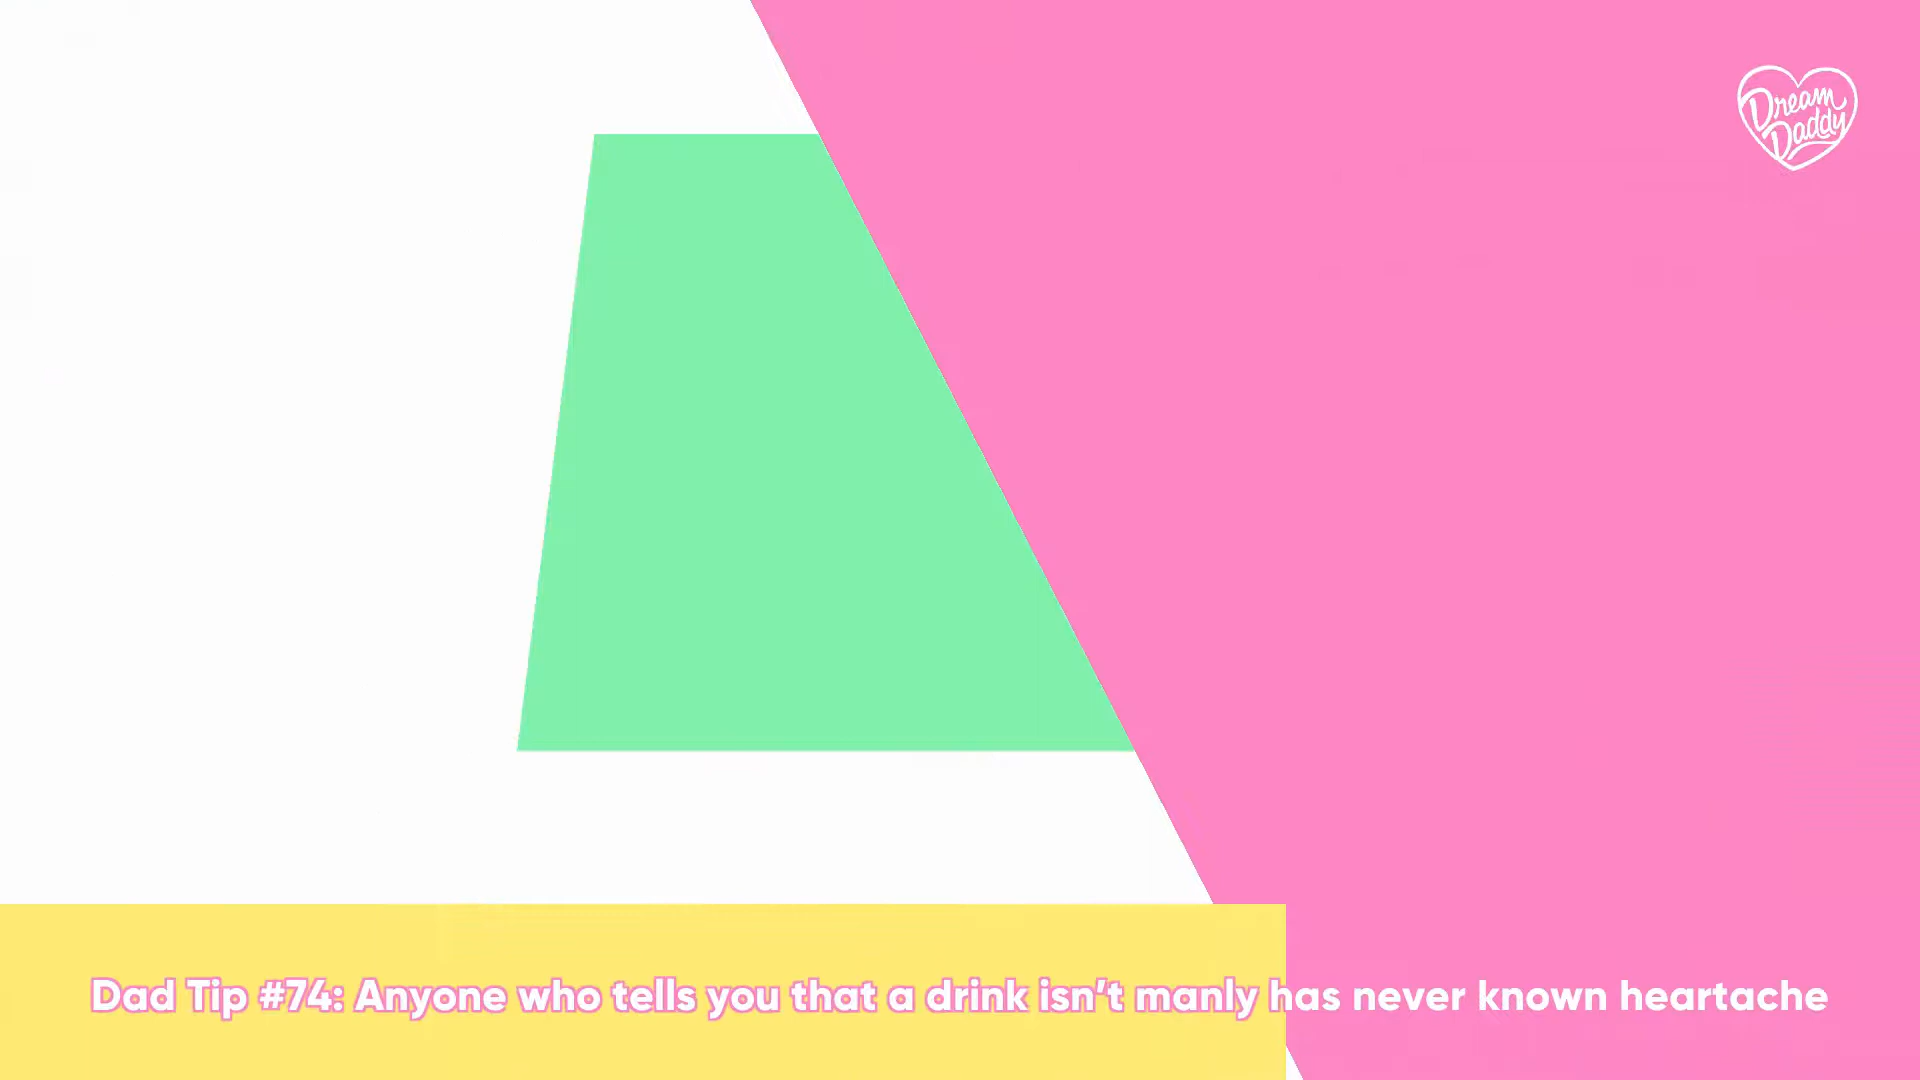 Dream
Daddy
Dad Tip #74: Anyone who tells you that a drink isn’t manly has never known heartache